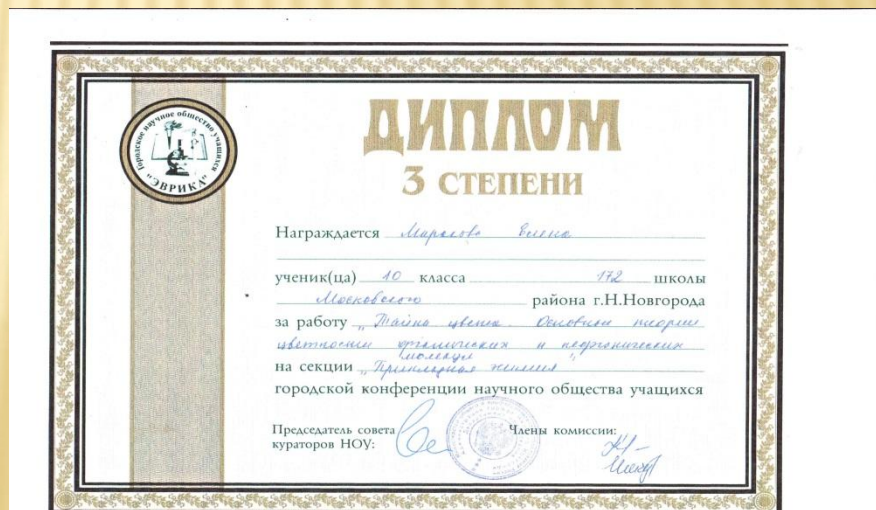 Городское научное общество учащихся
"ЭВРИКА"
ДИПЛОМ
3 СТЕПЕНИ
Награждается Елена
ученик(ца) 10 класса 172 школы
Московского района г.Н.Новгорода
за работу „Тайна цвета. Основы теории
цветности органических и неорганических
молекул"
на секции „Прикладная химия"
городской конференции научного общества учащихся
Председатель совета
кураторов НОУ:
Члены комиссии: